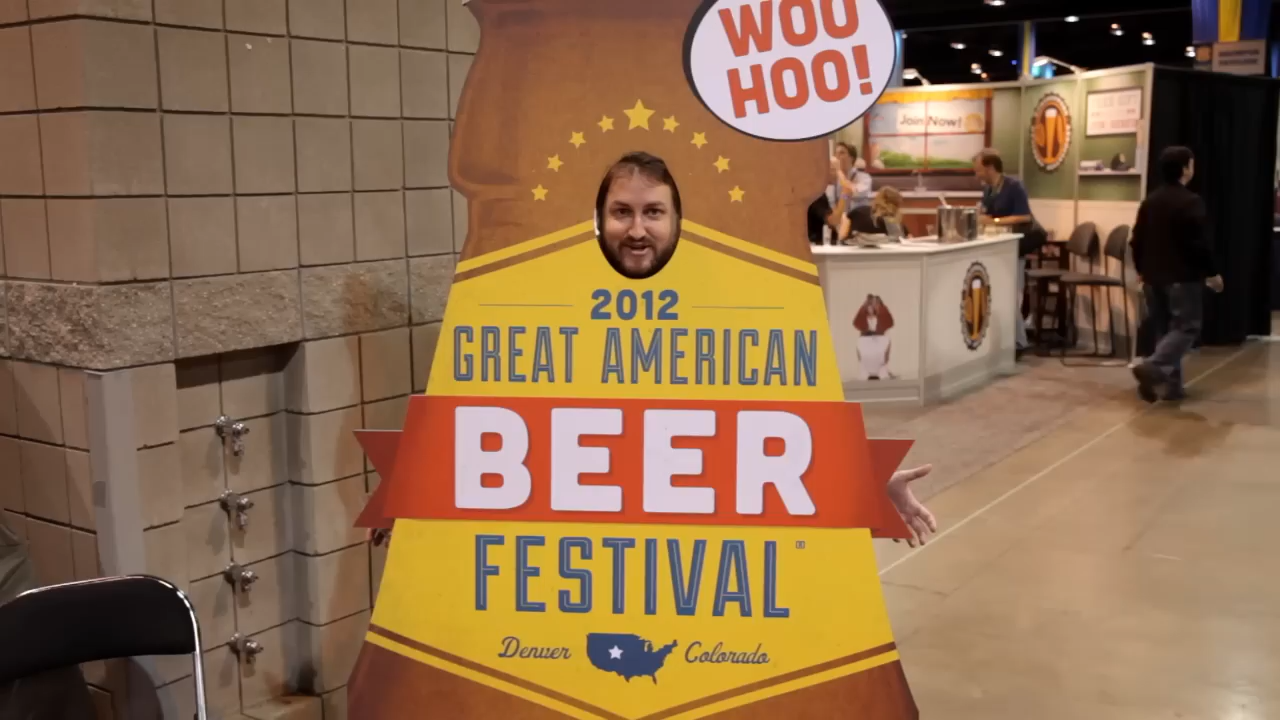 WOO
HOO!
Join Now!
2012
GREAT AMERICAN
BEER
FESTIVAL
Denver Colorado